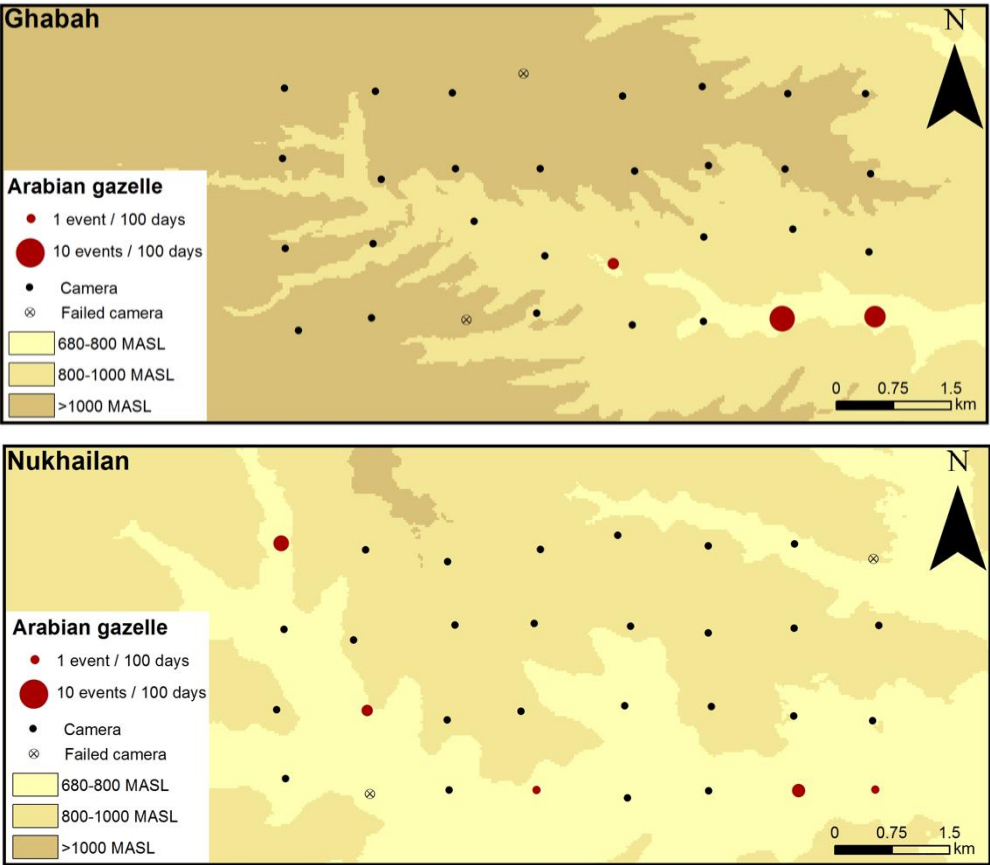 Ghabah
N
Arabian gazelle
1 event / 100 days
10 events / 100 days
Camera
Failed camera
680-800 MASL
800-1000 MASL
>1000 MASL
0 0.75 1.5
km
Nukhailan
N
Arabian gazelle
1 event / 100 days
10 events / 100 days
Camera
Failed camera
680-800 MASL
800-1000 MASL
>1000 MASL
0 0.75 1.5
km